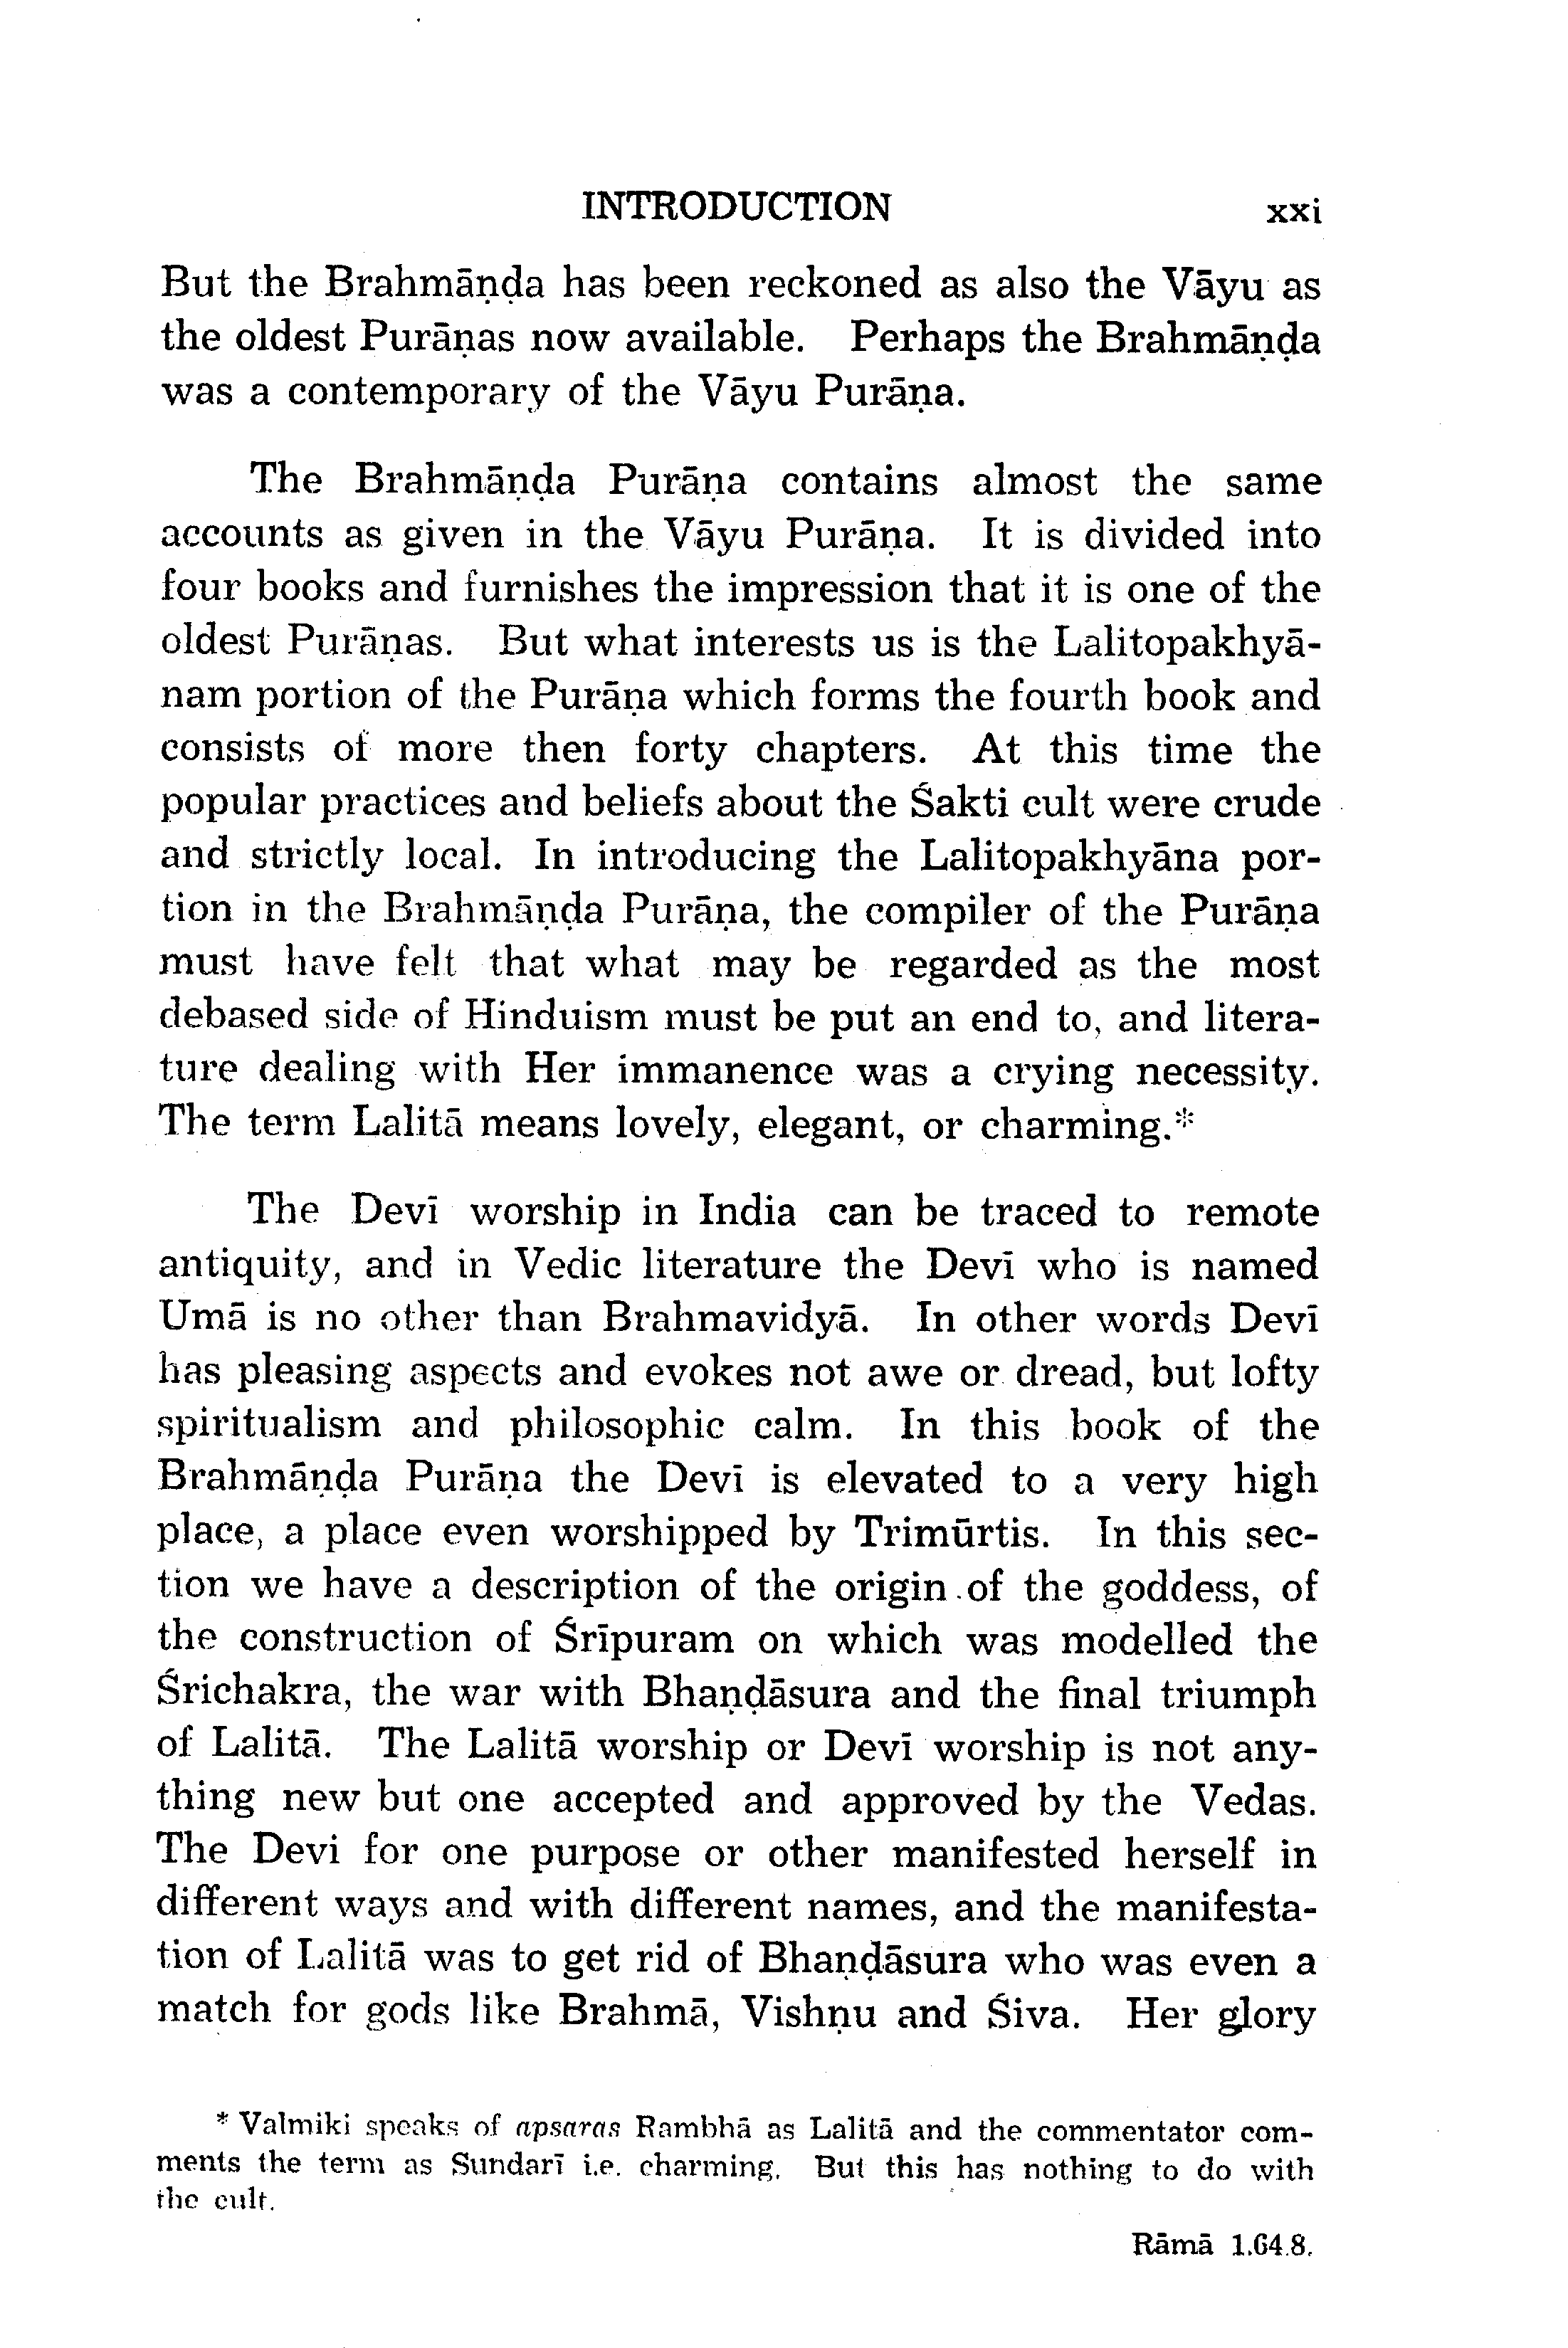 INTRODUCTION xxi
But the Brahmāṇḍa has been reckoned as also the Vāyu as
the oldest Purāṇas now available. Perhaps the Brahmāṇḍa
was a contemporary of the Vāyu Purāṇa.
The Brahmāṇḍa Purāṇa contains almost the same
accounts as given in the Vāyu Purāṇa. It is divided into
four books and furnishes the impression that it is one of the
oldest Purāṇas. But what interests us is the Lalitopakhyā-
nam portion of the Purāṇa which forms the fourth book and
consists of more then forty chapters. At this time the
popular practices and beliefs about the Śakti cult were crude
and strictly local. In introducing the Lalitopakhyāna por-
tion in the Brahmāṇḍa Purāṇa, the compiler of the Purāṇa
must have felt that what may be regarded as the most
debased side of Hinduism must be put an end to, and litera-
ture dealing with Her immanence was a crying necessity.
The term Lalitā means lovely, elegant, or charming.*
The Devī worship in India can be traced to remote
antiquity, and in Vedic literature the Devī who is named
Umā is no other than Brahmavidyā. In other words Devī
has pleasing aspects and evokes not awe or dread, but lofty
spiritualism and philosophic calm. In this book of the
Brahmāṇḍa Purāṇa the Devī is elevated to a very high
place, a place even worshipped by Trimūrtis. In this sec-
tion we have a description of the origin of the goddess, of
the construction of Śrīpuram on which was modelled the
Śrichakra, the war with Bhaṇḍāsura and the final triumph
of Lalitā. The Lalitā worship or Devī worship is not any-
thing new but one accepted and approved by the Vedas.
The Devi for one purpose or other manifested herself in
different ways and with different names, and the manifesta-
tion of Lalitā was to get rid of Bhaṇḍāsura who was even a
match for gods like Brahmā, Vishṇu and Śiva. Her glory
* Valmiki speaks of apsaras Rambhā as Lalitā and the commentator com-
ments the term as Sundarī i.e. charming. But this has nothing to do with
the cult.
Rāmā 1.64.8.